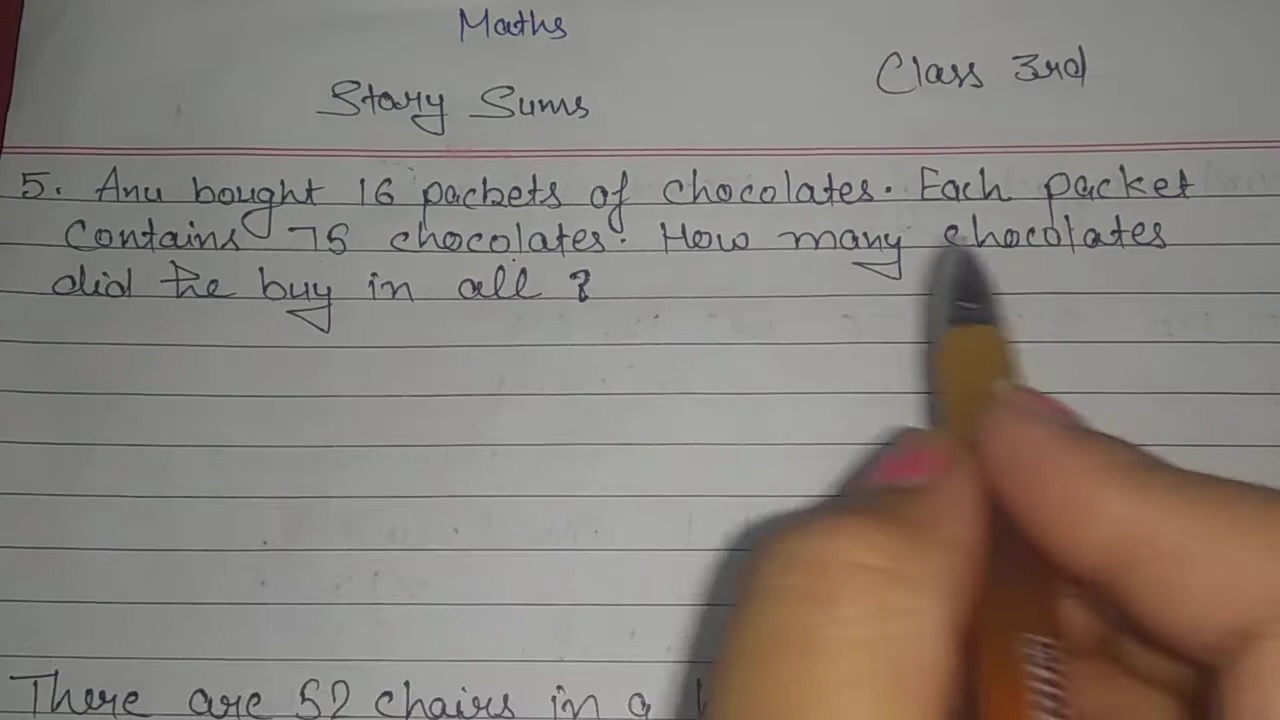 Maths
Class 3rd
Story Sums
5. Anu bought 16 packets of chocolates. Each packet
Contains 75 chocolates. How many chocolates
did he buy in all ?
There are 52 chairs in a